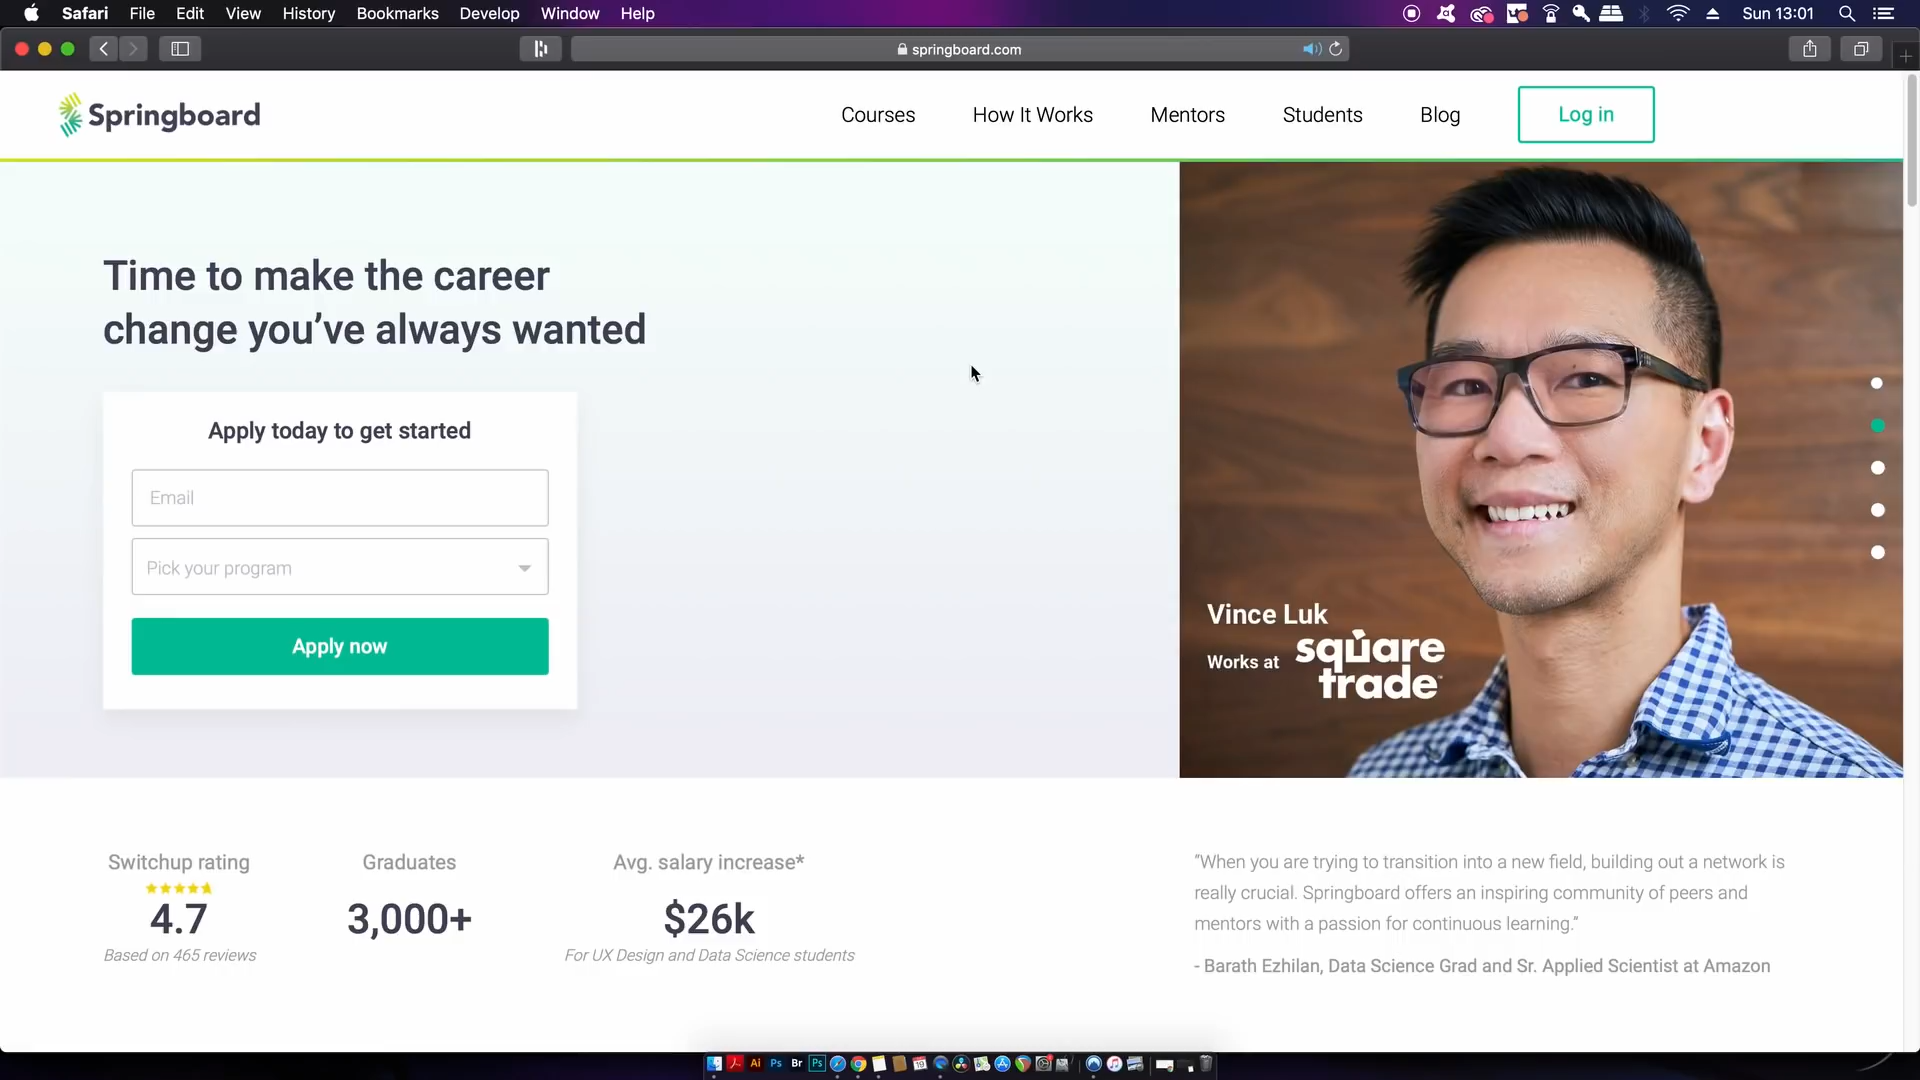 Safari File Edit View History Bookmarks Develop Window Help Sun 13:01
springboard.com
Springboard
Courses How It Works Mentors Students Blog Log in
Time to make the career
change you’ve always wanted
Apply today to get started
Email
Pick your program
Apply now
Vince Luk
Works at square
trade
Switchup rating
4.7
Based on 465 reviews
Graduates
3,000+
Avg. salary increase*
$26k
For UX Design and Data Science students
“When you are trying to transition into a new field, building out a network is
really crucial. Springboard offers an inspiring community of peers and
mentors with a passion for continuous learning.”
- Barath Ezhilan, Data Science Grad and Sr. Applied Scientist at Amazon
Ai Ps Br Ps